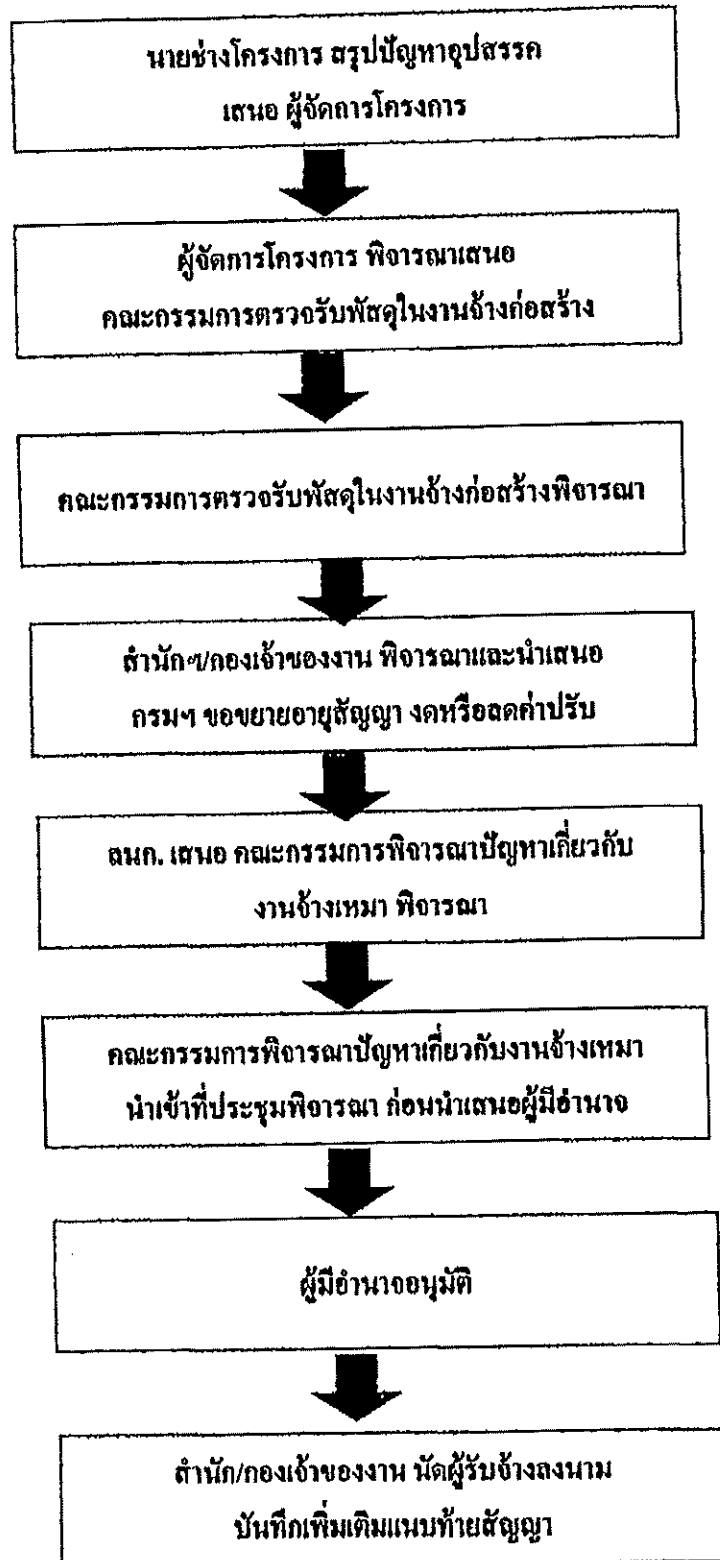 นายช่างโครงการ สรุปปัญหาอุปสรรค
เสนอ ผู้จัดการโครงการ
ผู้จัดการโครงการ พิจารณาเสนอ
คณะกรรมการตรวจรับพัสดุในงานจ้างก่อสร้าง
คณะกรรมการตรวจรับพัสดุในงานจ้างก่อสร้างพิจารณา
สำนักฯ/กองเจ้าของงาน พิจารณาและนำเสนอ
กรมฯ ขอขยายอายุสัญญา งดหรือลดค่าปรับ
สนก. เสนอ คณะกรรมการพิจารณาปัญหาเกี่ยวกับ
งานจ้างเหมา พิจารณา
คณะกรรมการพิจารณาปัญหาเกี่ยวกับงานจ้างเหมา
นำเข้าที่ประชุมพิจารณา ก่อนนำเสนอผู้มีอำนาจ
ผู้มีอำนาจอนุมัติ
สำนัก/กองเจ้าของงาน นัดผู้รับจ้างลงนาม
บันทึกเพิ่มเติมแนบท้ายสัญญา